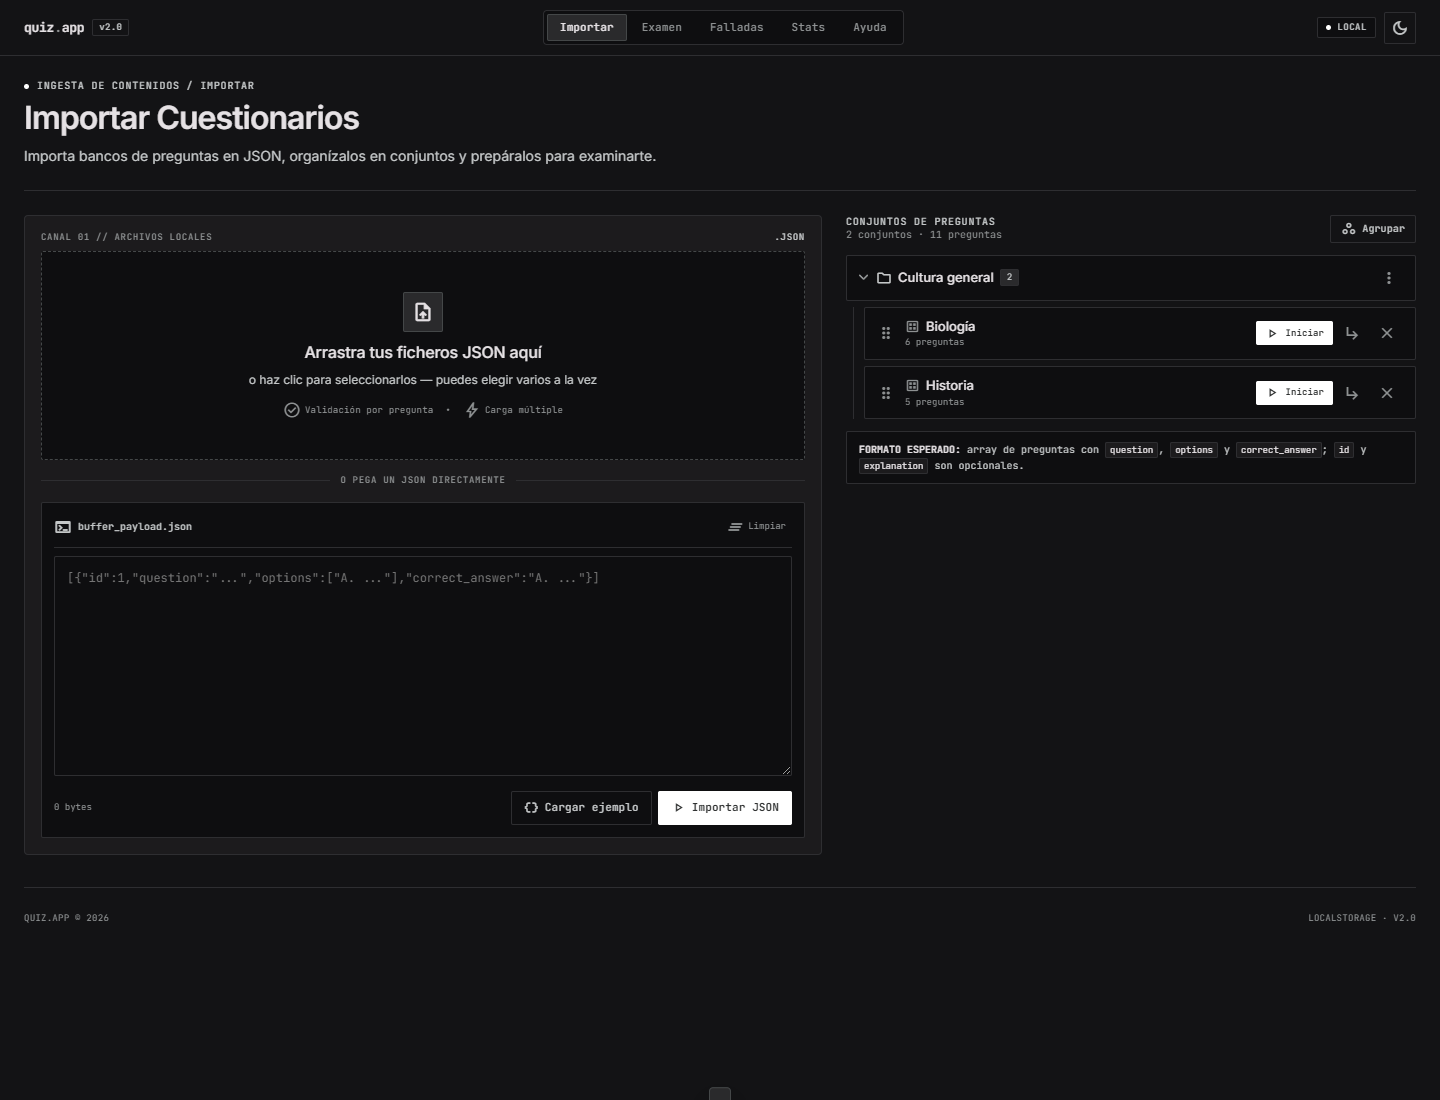 quiz.app v2.0
Importar Examen Falladas Stats Ayuda
LOCAL
INGESTA DE CONTENIDOS / IMPORTAR
Importar Cuestionarios
Importa bancos de preguntas en JSON, organízalos en conjuntos y prepáralos para examinarte.
CANAL 01 // ARCHIVOS LOCALES .JSON
Arrastra tus ficheros JSON aquí
o haz clic para seleccionarlos — puedes elegir varios a la vez
Validación por pregunta · Carga múltiple
O PEGA UN JSON DIRECTAMENTE
buffer_payload.json Limpiar
[{"id":1,"question":"...","options":["A. ..."],"correct_answer":"A. ..."}]
0 bytes Cargar ejemplo Importar JSON
CONJUNTOS DE PREGUNTAS
2 conjuntos · 11 preguntas
Agrupar
Cultura general 2
Biología
6 preguntas
Iniciar
Historia
5 preguntas
Iniciar
FORMATO ESPERADO: array de preguntas con question, options y correct_answer; id y
explanation son opcionales.
QUIZ.APP © 2026 LOCALSTORAGE · V2.0